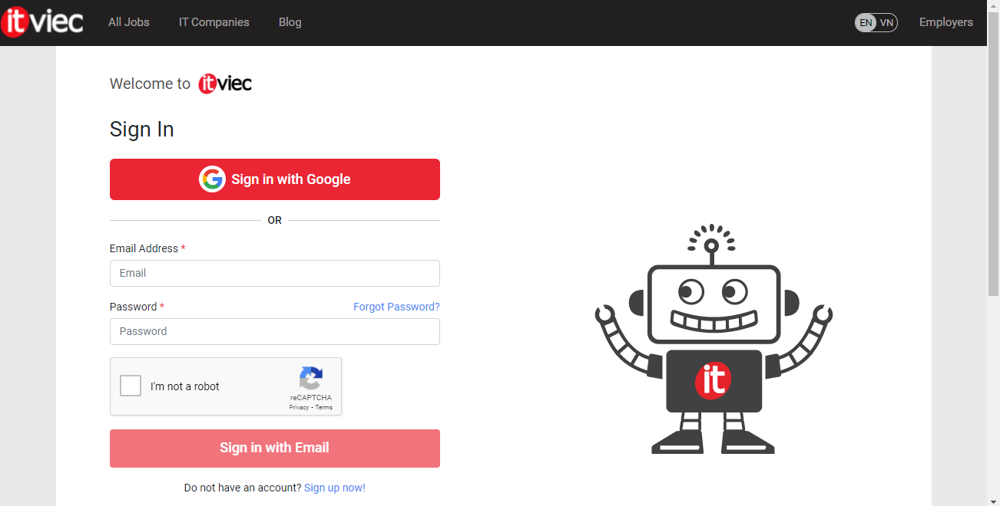 itviec All Jobs IT Companies Blog EN VN Employers
Welcome to itviec
Sign In
Sign in with Google
OR
Email Address *
Email
Password * Forgot Password?
Password
I'm not a robot
reCAPTCHA
Privacy - Terms
it
Sign in with Email
Do not have an account? Sign up now!